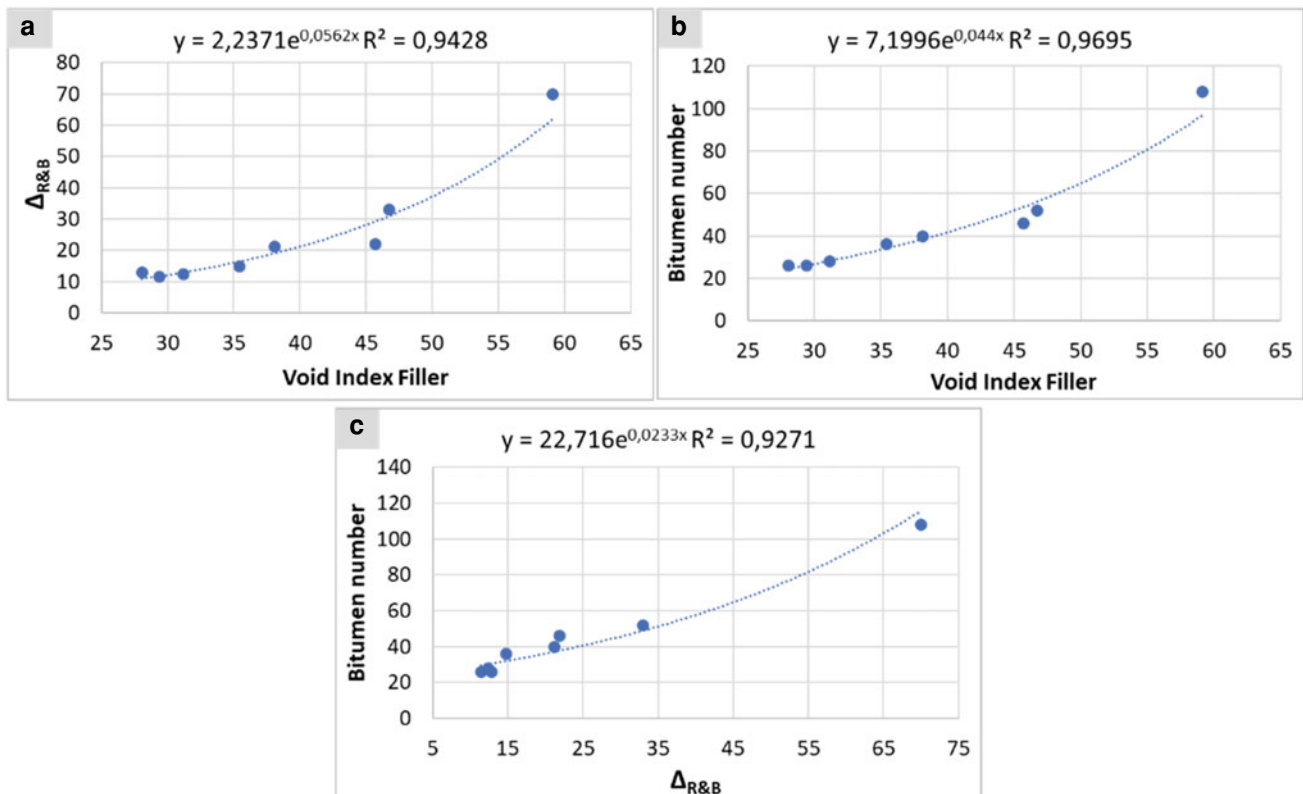 a
y = 2,2371e^0,0562x R² = 0,9428
80
70
60
50
40
30
20
10
0
Δ_R&B
25 30 35 40 45 50 55 60 65
Void Index Filler
b
y = 7,1996e^0,044x R² = 0,9695
120
100
80
60
40
20
0
Bitumen number
25 30 35 40 45 50 55 60 65
Void Index Filler
c
y = 22,716e^0,0233x R² = 0,9271
140
120
100
80
60
40
20
0
Bitumen number
5 15 25 35 45 55 65 75
Δ_R&B